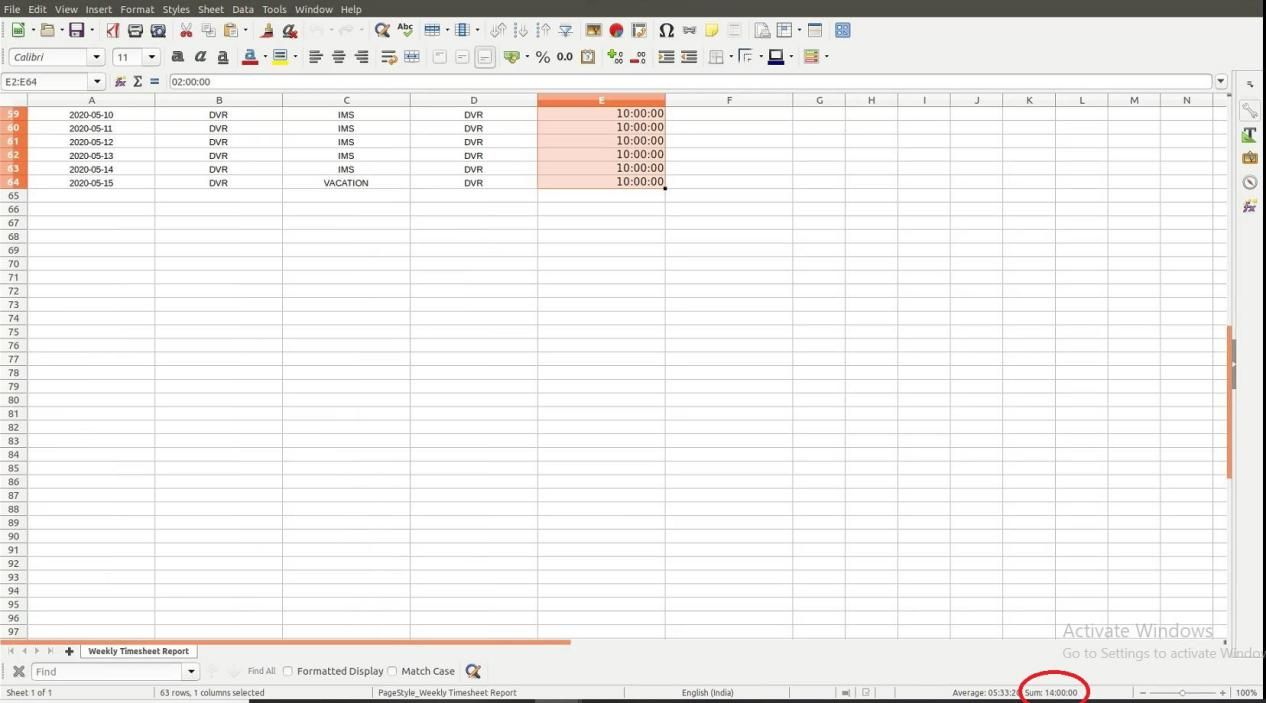 File Edit View Insert Format Styles Sheet Data Tools Window Help
Calibri 11
E2:E64 02:00:00
A B C D E F G H I J K L M N
59 2020-05-10 DVR IMS DVR 10:00:00
60 2020-05-11 DVR IMS DVR 10:00:00
61 2020-05-12 DVR IMS DVR 10:00:00
62 2020-05-13 DVR IMS DVR 10:00:00
63 2020-05-14 DVR IMS DVR 10:00:00
64 2020-05-15 DVR VACATION DVR 10:00:00
65
66
67
68
69
70
71
72
73
74
75
76
77
78
79
80
81
82
83
84
85
86
87
88
89
90
91
92
93
94
95
96
97
Activate Windows
Weekly Timesheet Report
Go to Settings to activate Window
Find Find All Formatted Display Match Case
Sheet 1 of 1 63 rows, 1 columns selected PageStyle_Weekly Timesheet Report English (India) Average: 05:33:20 Sum: 14:00:00 100%